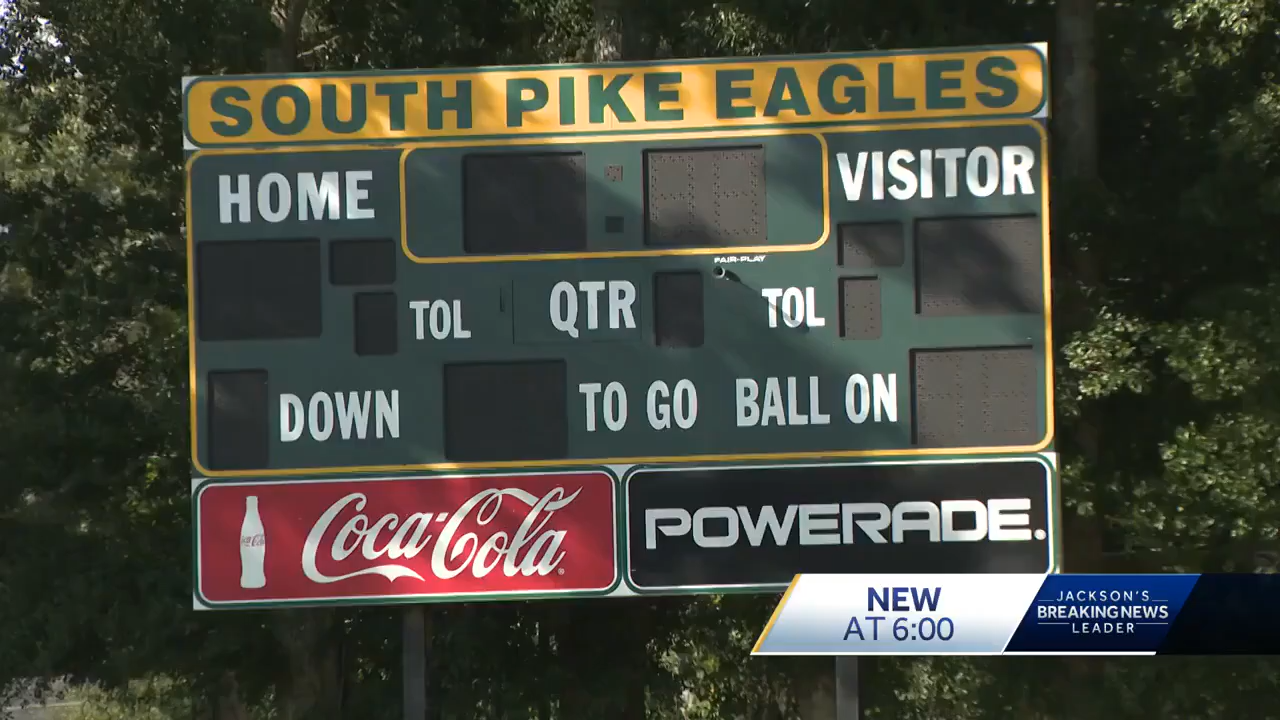 SOUTH PIKE EAGLES
HOME
VISITOR
FAIR-PLAY
TOL QTR TOL
DOWN TO GO BALL ON
Coca-Cola
POWERADE.
NEW
AT 6:00
JACKSON'S
BREAKING NEWS
LEADER